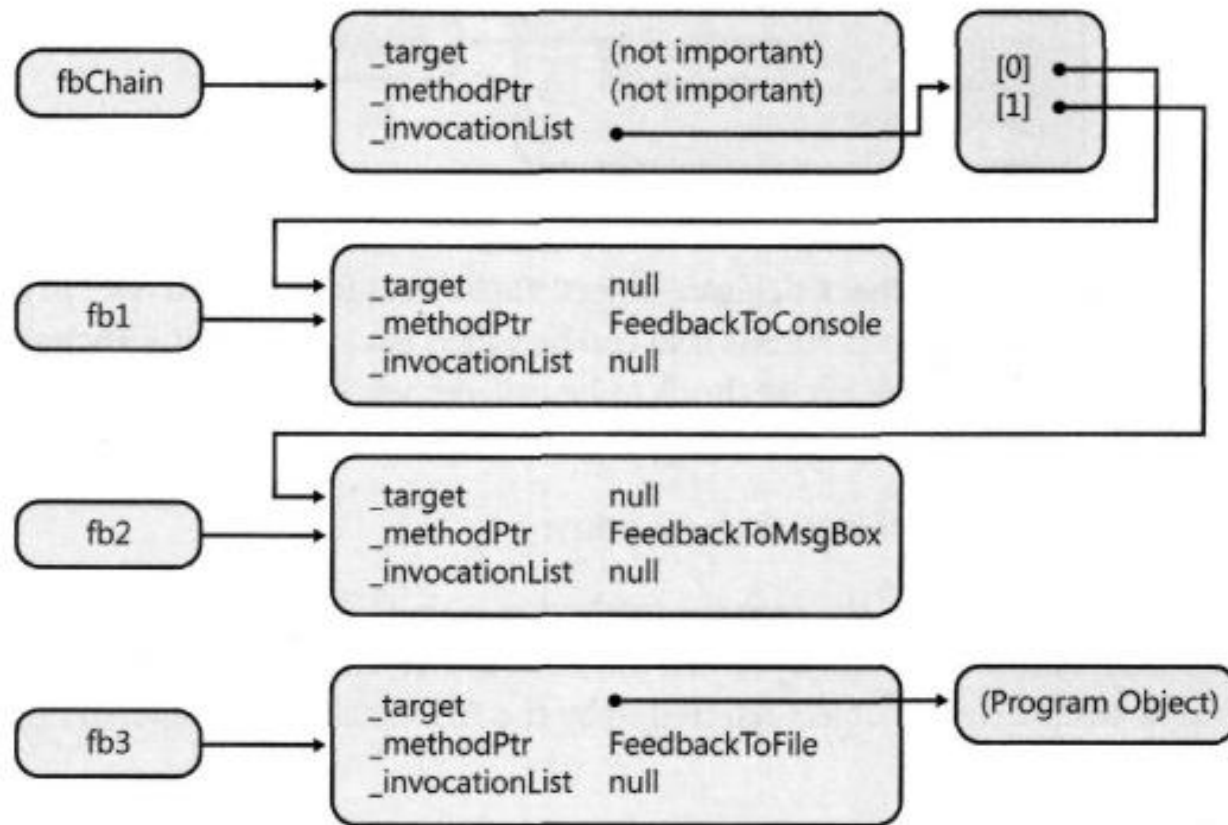 fbChain
_target (not important)
_methodPtr (not important)
_invocationList
[0]
[1]
fb1
_target null
_methodPtr FeedbackToConsole
_invocationList null
fb2
_target null
_methodPtr FeedbackToMsgBox
_invocationList null
fb3
_target
_methodPtr FeedbackToFile
_invocationList null
(Program Object)